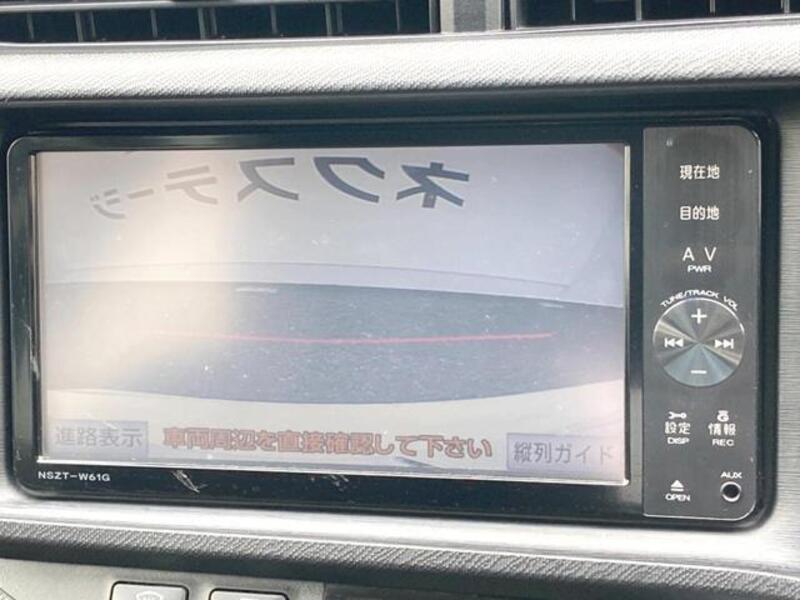 ネクステージ
進路表示
車両周辺を直接確認して下さい
縦列ガイド
NSZT-W61G
現在地
目的地
AV
PWR
TUNE/TRACK VOL
+
−
設定
DISP
情報
REC
OPEN
AUX